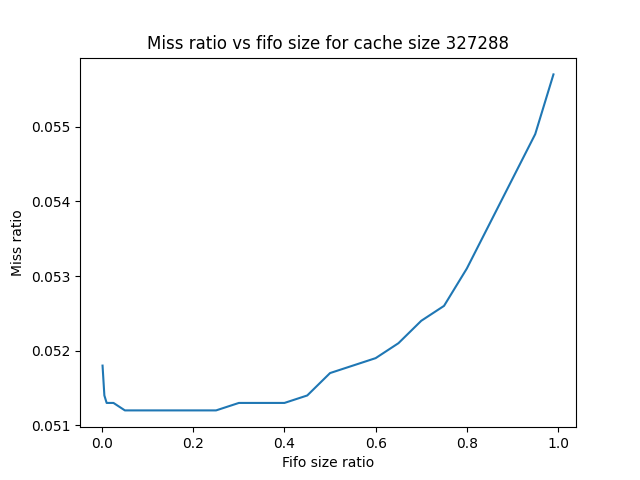 Miss ratio vs fifo size for cache size 327288
0.055
0.054
0.053
0.052
0.051
Miss ratio
0.0 0.2 0.4 0.6 0.8 1.0
Fifo size ratio